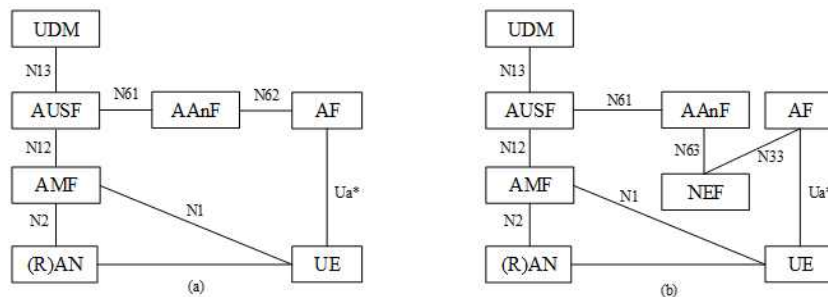 UDM
N13
AUSF
N61
AAnF
N62
AF
N12
AMF
N1
Ua*
N2
(R)AN
UE
(a)
UDM
N13
AUSF
N61
AAnF
AF
N63
N33
N12
NEF
AMF
N1
Ua*
N2
(R)AN
UE
(b)